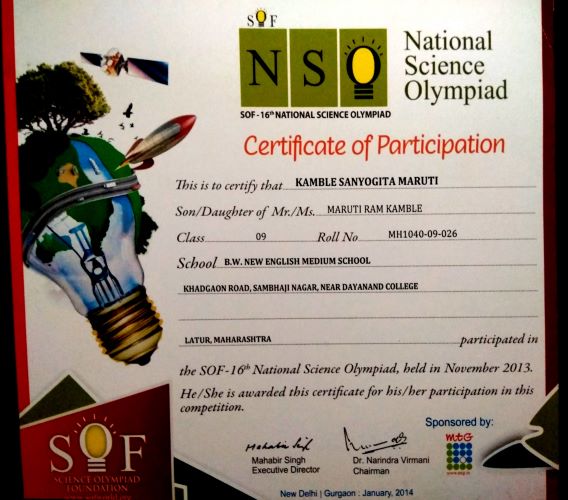 SOF
NSO
National
Science
Olympiad
SOF - 16th NATIONAL SCIENCE OLYMPIAD
Certificate of Participation
This is to certify that KAMBLE SANYOGITA MARUTI
Son/Daughter of Mr./Ms. MARUTI RAM KAMBLE
Class 09 Roll No MH1040-09-026
School B.W. NEW ENGLISH MEDIUM SCHOOL
KHADGAON ROAD, SAMBHAJI NAGAR, NEAR DAYANAND COLLEGE
LATUR, MAHARASHTRA participated in
the SOF-16th National Science Olympiad, held in November 2013.
He/She is awarded this certificate for his/her participation in this
competition.
SOF
SCIENCE OLYMPIAD
FOUNDATION
Mahabir Singh
Mahabir Singh
Executive Director
Dr. Narindra Virmani
Chairman
Sponsored by:
mtG
New Delhi | Gurgaon : January, 2014